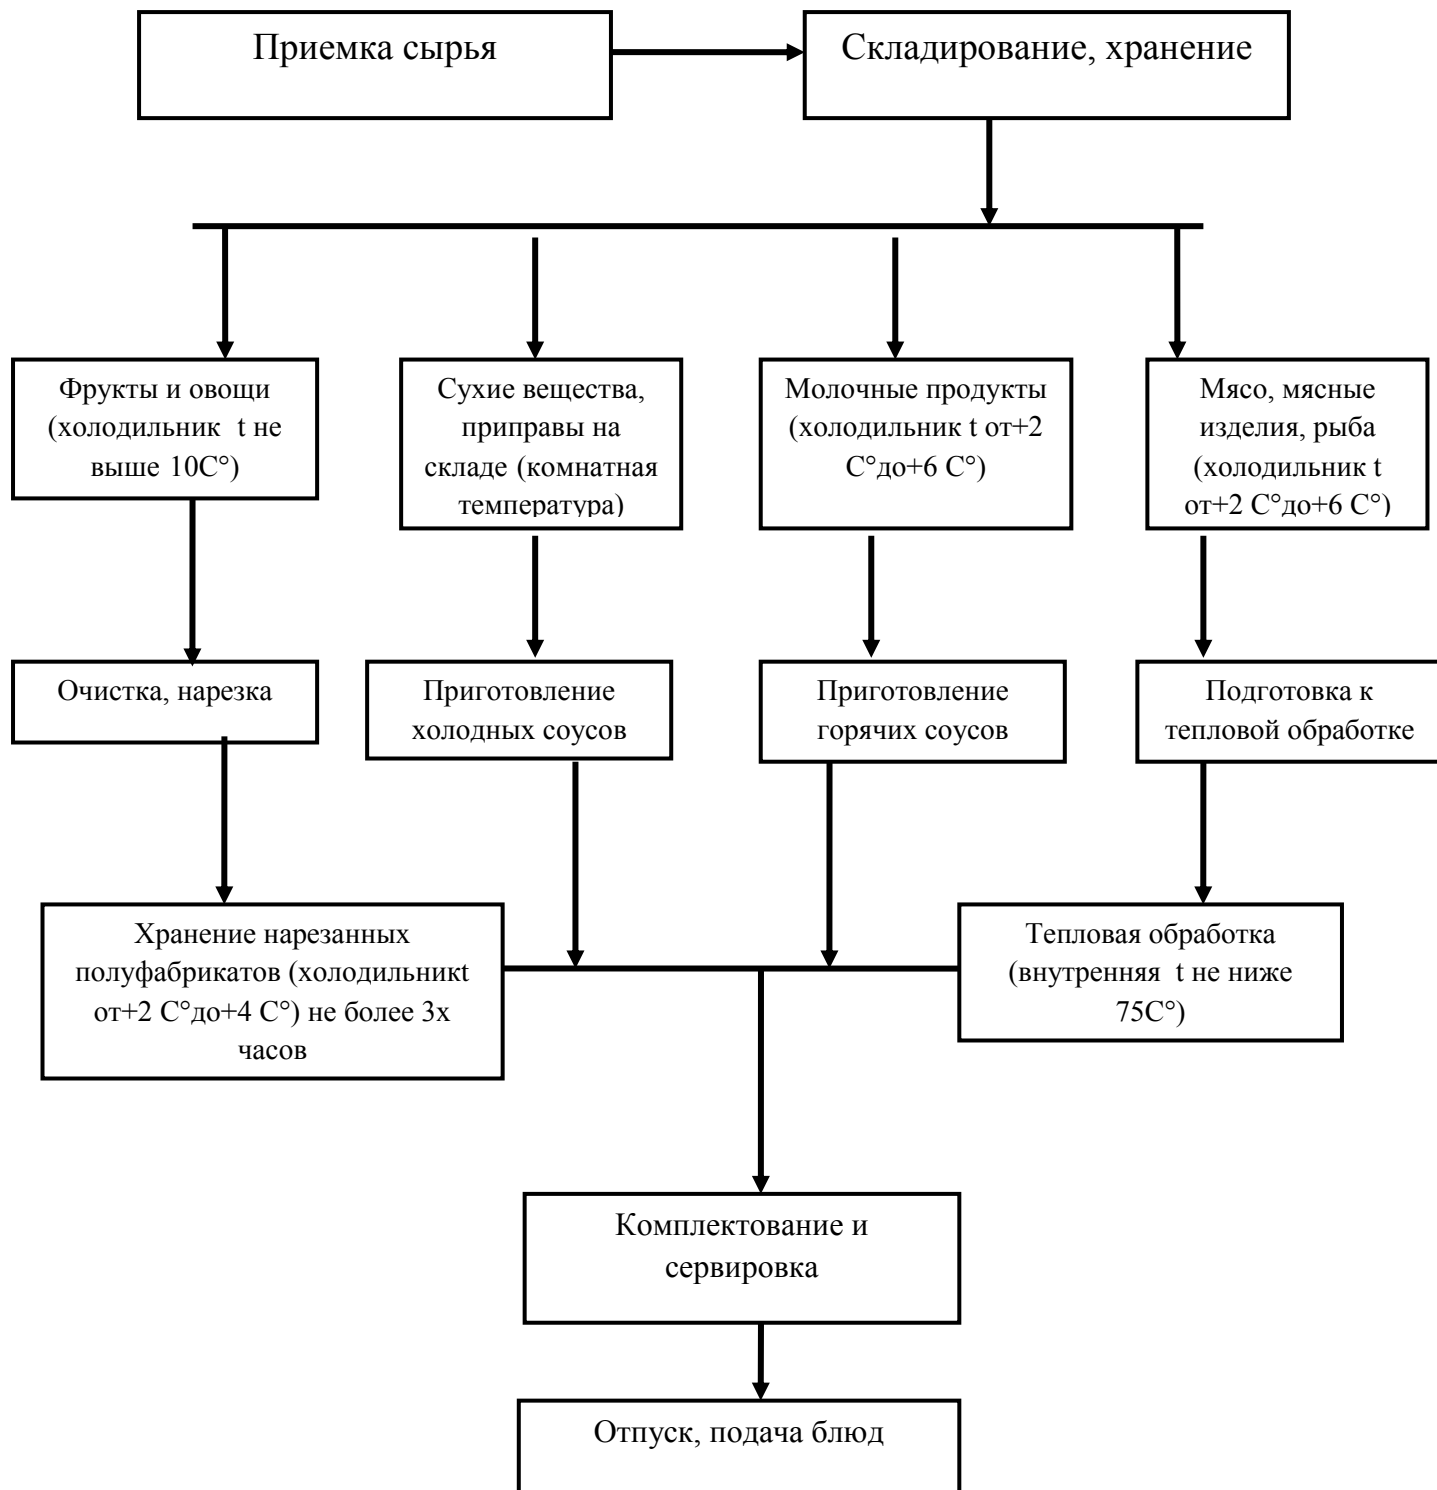 Приемка сырья
Складирование, хранение
Фрукты и овощи
(холодильник t не
выше 10С°)
Сухие вещества,
приправы на
складе (комнатная
температура)
Молочные продукты
(холодильник t от+2
С°до+6 С°)
Мясо, мясные
изделия, рыба
(холодильник t
от+2 С°до+6 С°)
Очистка, нарезка
Приготовление
холодных соусов
Приготовление
горячих соусов
Подготовка к
тепловой обработке
Хранение нарезанных
полуфабрикатов (холодильникt
от+2 С°до+4 С°) не более 3х
часов
Тепловая обработка
(внутренняя t не ниже
75С°)
Комплектование и
сервировка
Отпуск, подача блюд